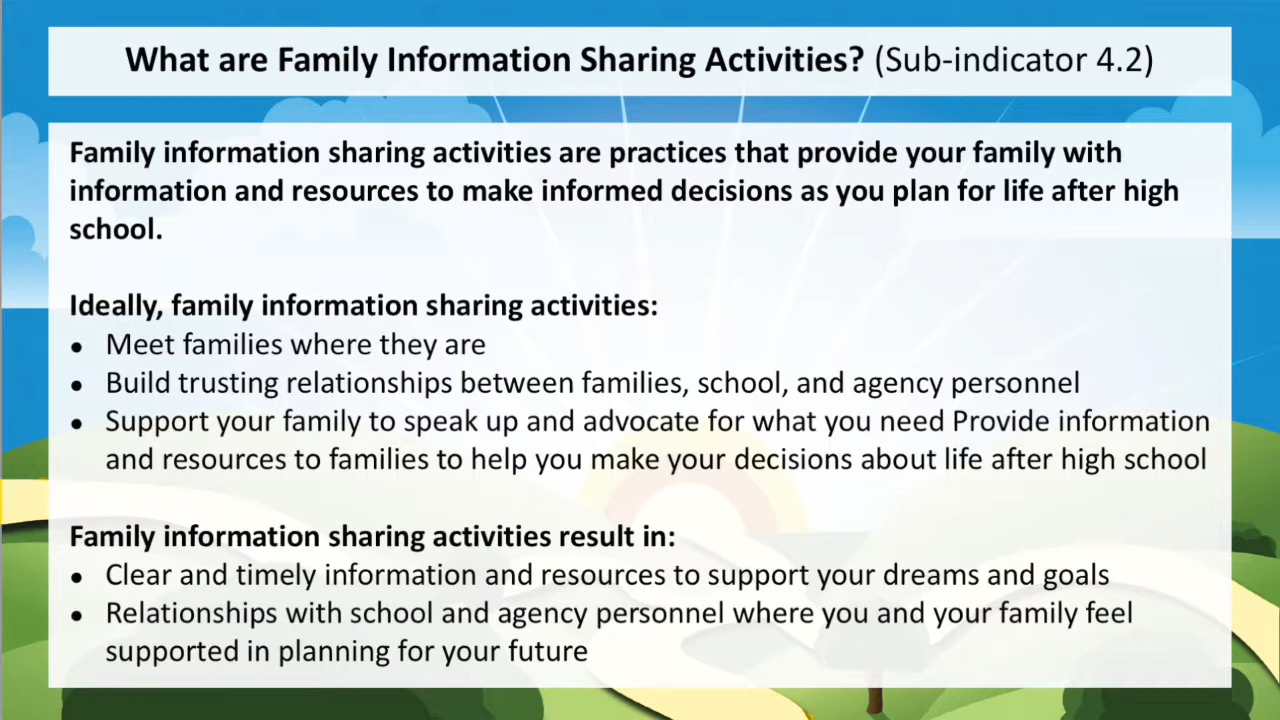 What are Family Information Sharing Activities? (Sub-indicator 4.2)
Family information sharing activities are practices that provide your family with
information and resources to make informed decisions as you plan for life after high
school.
Ideally, family information sharing activities:
• Meet families where they are
• Build trusting relationships between families, school, and agency personnel
• Support your family to speak up and advocate for what you need Provide information
and resources to families to help you make your decisions about life after high school
Family information sharing activities result in:
• Clear and timely information and resources to support your dreams and goals
• Relationships with school and agency personnel where you and your family feel
supported in planning for your future